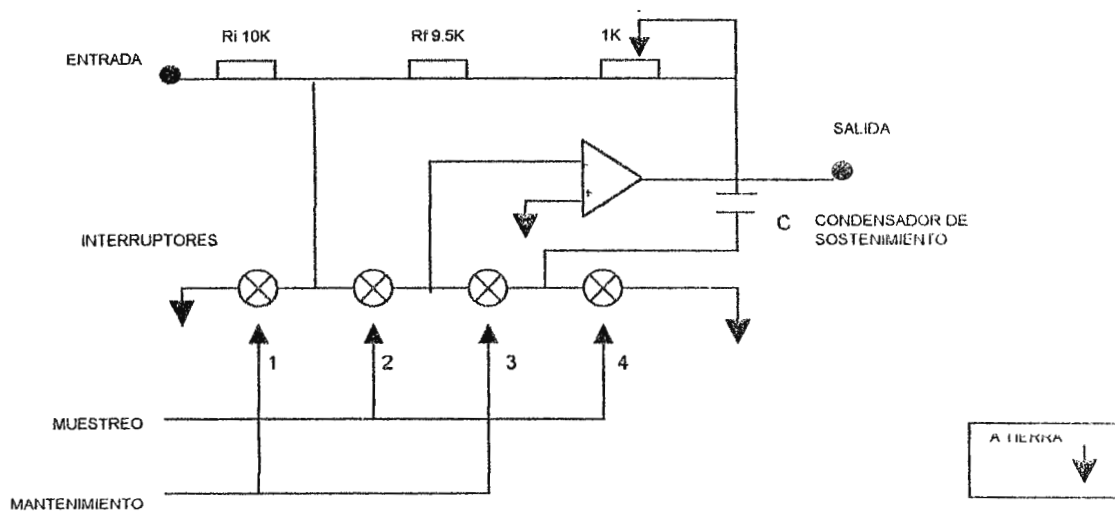 Ri 10K
Rf 9.5K
1K
ENTRADA
SALIDA
-
+
C
CONDENSADOR DE
SOSTENIMIENTO
INTERRUPTORES
1
2
3
4
MUESTREO
MANTENIMIENTO
A TIERRA